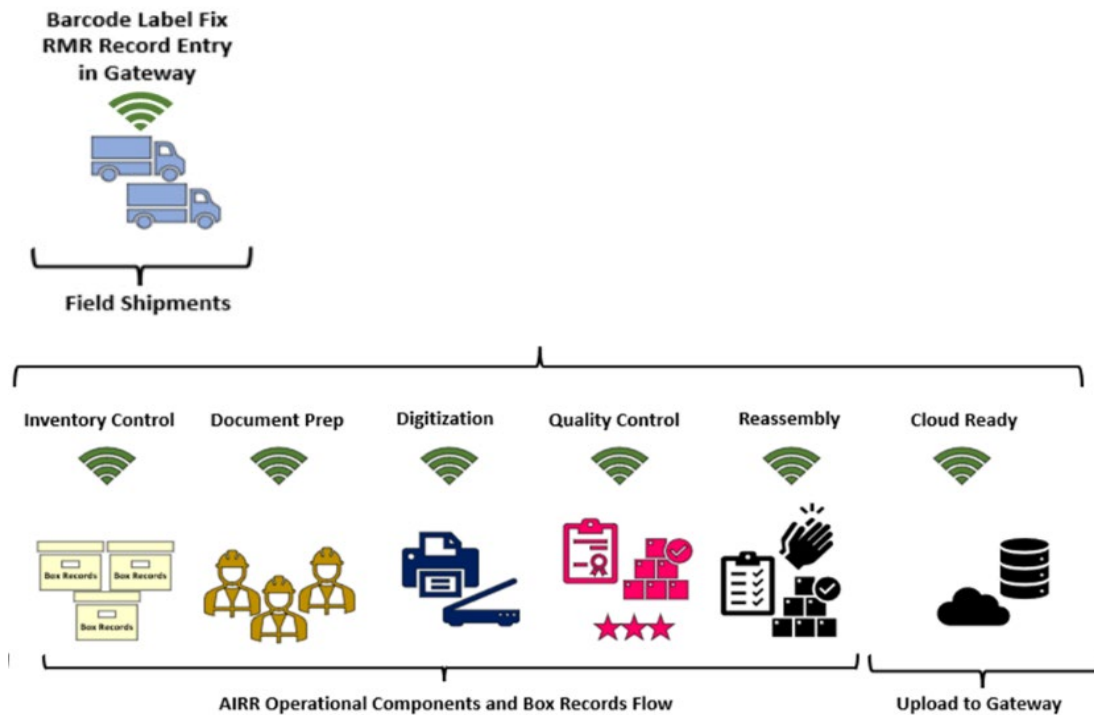 Barcode Label Fix
RMR Record Entry
in Gateway
Field Shipments
Inventory Control
Document Prep
Digitization
Quality Control
Reassembly
Cloud Ready
Box Records
Box Records
Box Records
AIRR Operational Components and Box Records Flow
Upload to Gateway